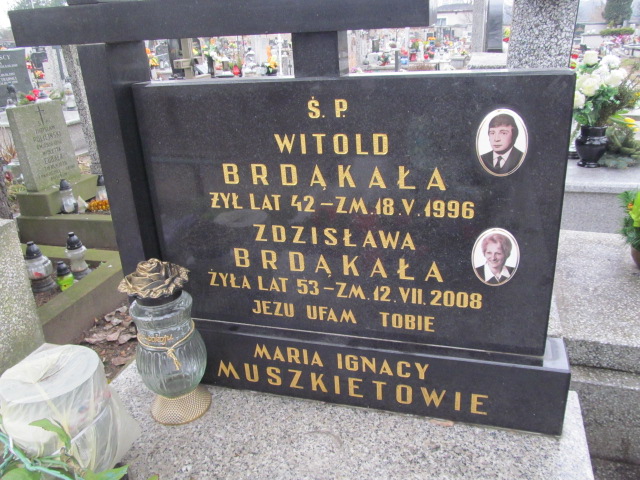 Ś. P.
WITOLD
BRDĄKAŁA
ŻYŁ LAT 42 – ZM. 18. V. 1996
ZDZISŁAWA
BRDĄKAŁA
ŻYŁA LAT 53 – ZM. 12. VII. 2008
JEZU UFAM TOBIE
MARIA IGNACY
MUSZKIETOWIE